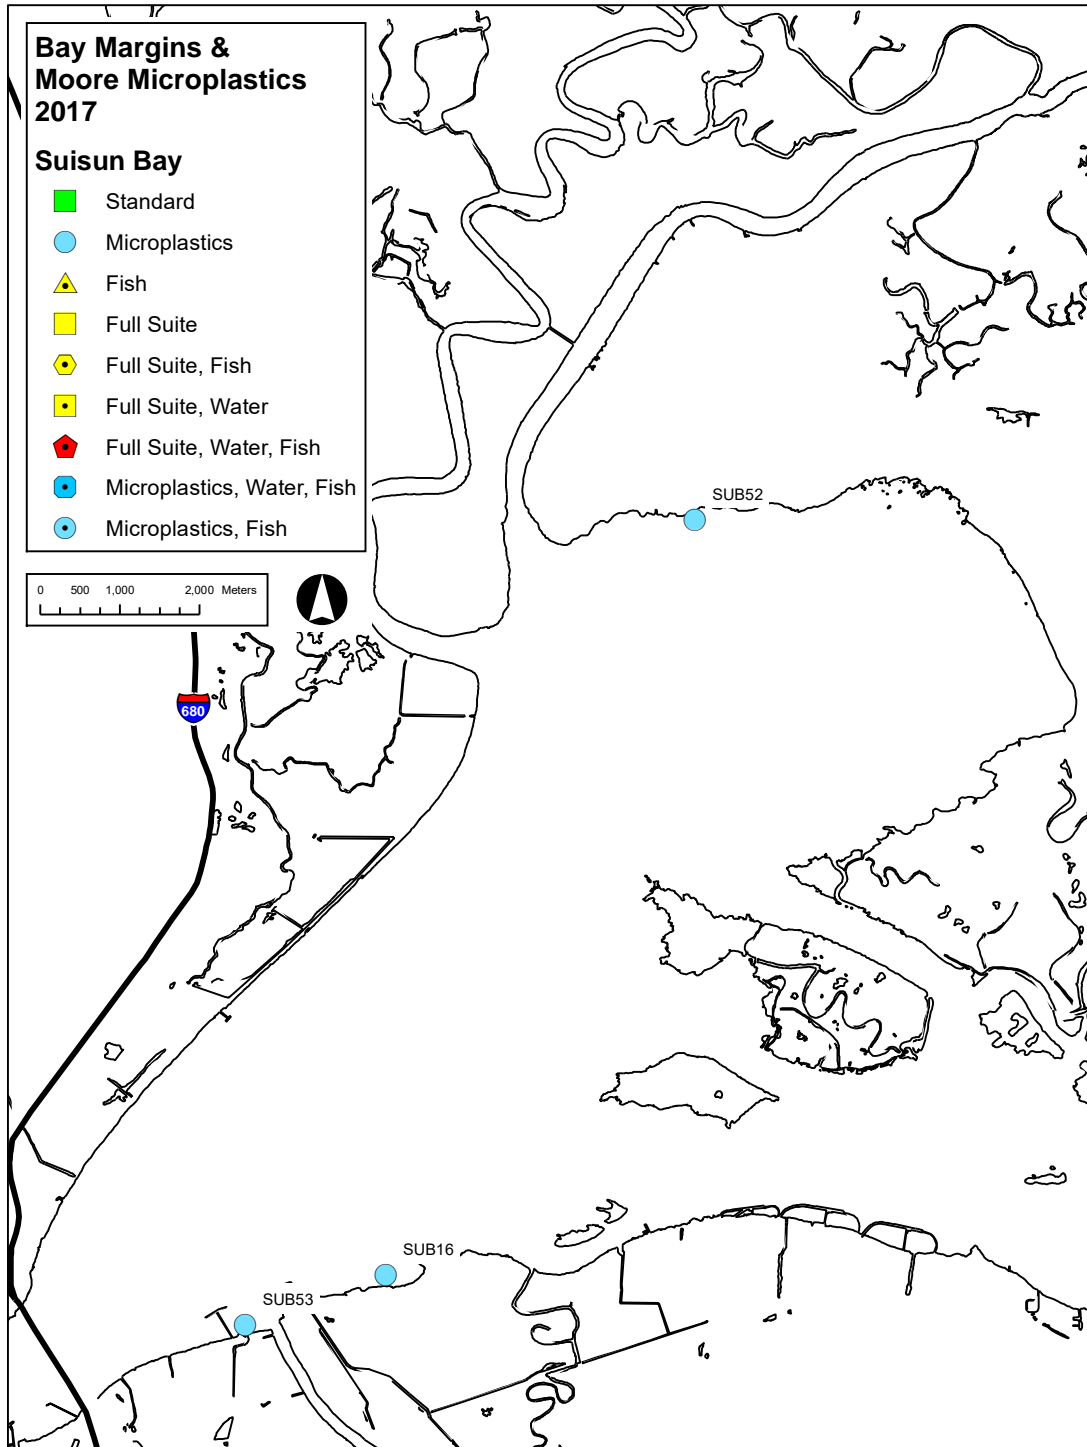 Bay Margins &
Moore Microplastics
2017
Suisun Bay
Standard
Microplastics
Fish
Full Suite
Full Suite, Fish
Full Suite, Water
Full Suite, Water, Fish
Microplastics, Water, Fish
Microplastics, Fish
0 500 1,000 2,000 Meters
680
SUB52
SUB16
SUB53